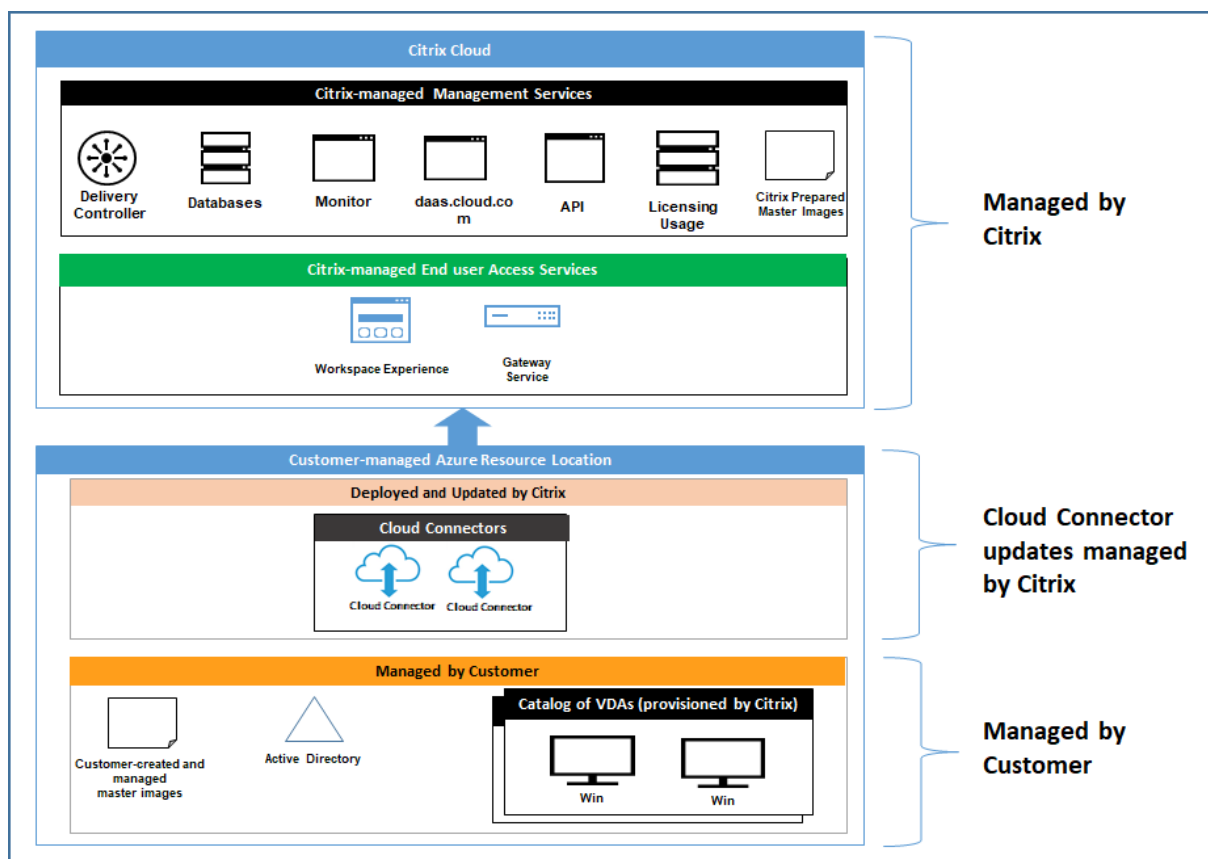 Citrix Cloud
Citrix-managed Management Services
Delivery
Controller
Databases
Monitor
daas.cloud.co
m
API
Licensing
Usage
Citrix Prepared
Master Images
Managed by
Citrix
Citrix-managed End user Access Services
Workspace Experience
Gateway
Service
Customer-managed Azure Resource Location
Deployed and Updated by Citrix
Cloud Connectors
Cloud Connector
Cloud Connector
Cloud Connector
updates managed
by Citrix
Managed by Customer
Customer-created and
managed
master images
Active Directory
Catalog of VDAs (provisioned by Citrix)
Win
Win
Managed by
Customer